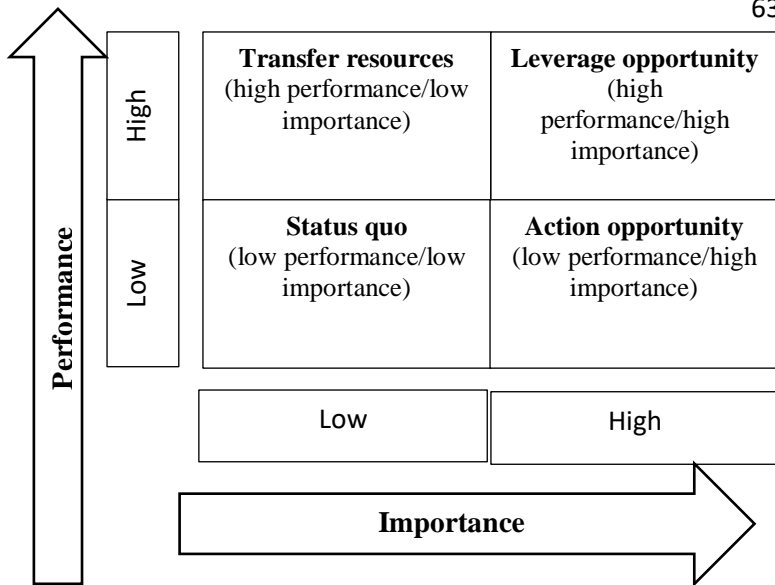 63
Transfer resources
(high performance/low
importance)
Leverage opportunity
(high
performance/high
importance)
High
Status quo
(low performance/low
importance)
Action opportunity
(low performance/high
importance)
Low
Performance
Low
High
Importance